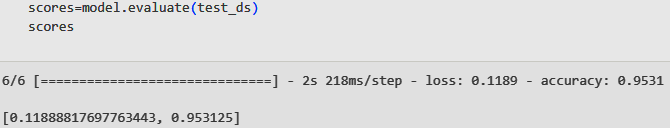 scores=model.evaluate(test_ds)
scores
6/6 [==============================] - 2s 218ms/step - loss: 0.1189 - accuracy: 0.9531
[0.11888817697763443, 0.953125]